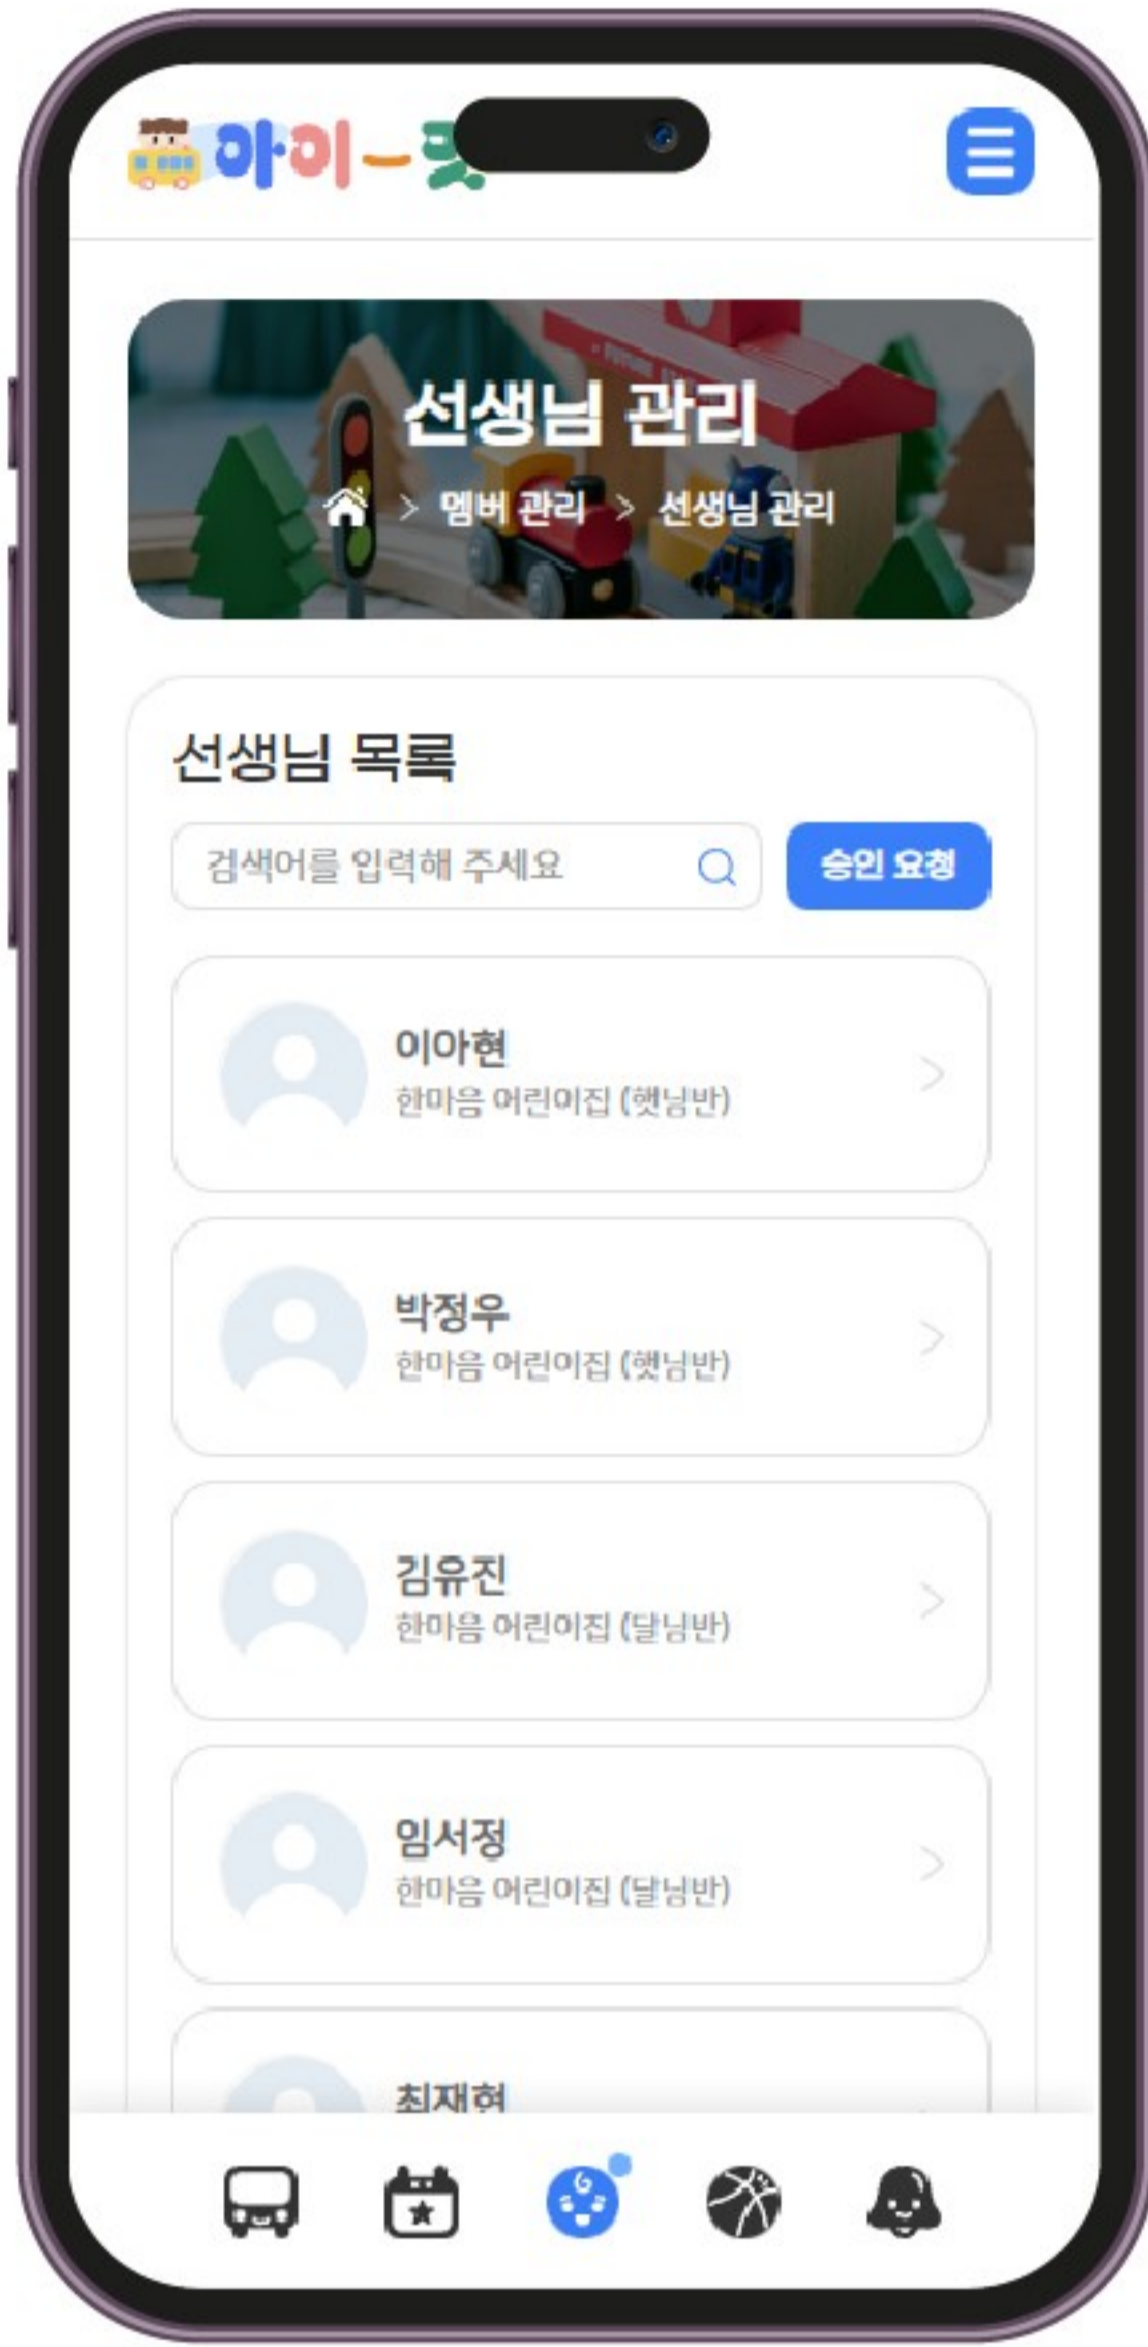 아이-
선생님 관리
> 멤버 관리 > 선생님 관리
선생님 목록
검색어를 입력해 주세요
승인 요청
이아현
한마음 어린이집 (햇님반)
박정우
한마음 어린이집 (햇님반)
김유진
한마음 어린이집 (달님반)
임서정
한마음 어린이집 (달님반)
최재현